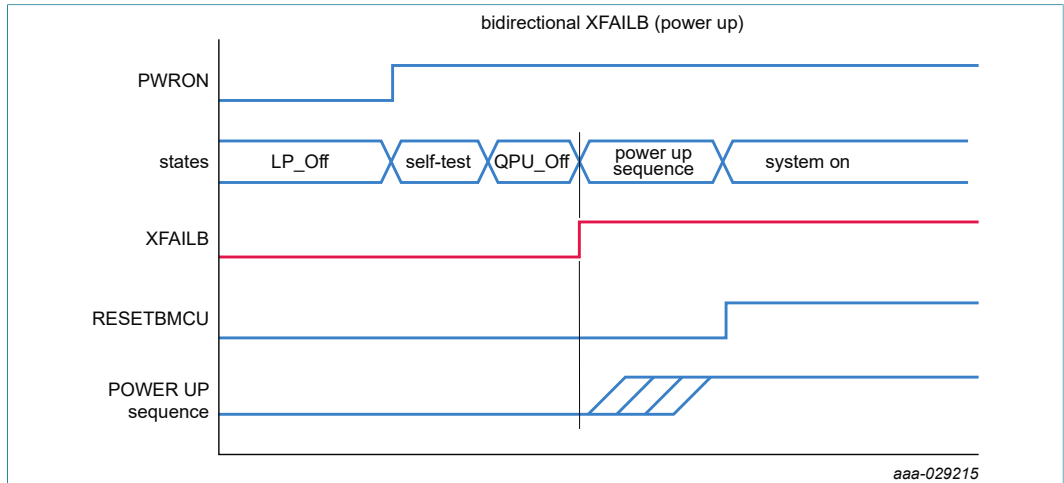 bidirectional XFAILB (power up)
PWRON
states
LP_Off
self-test
QPU_Off
power up
sequence
system on
XFAILB
RESETBMCU
POWER UP
sequence
aaa-029215